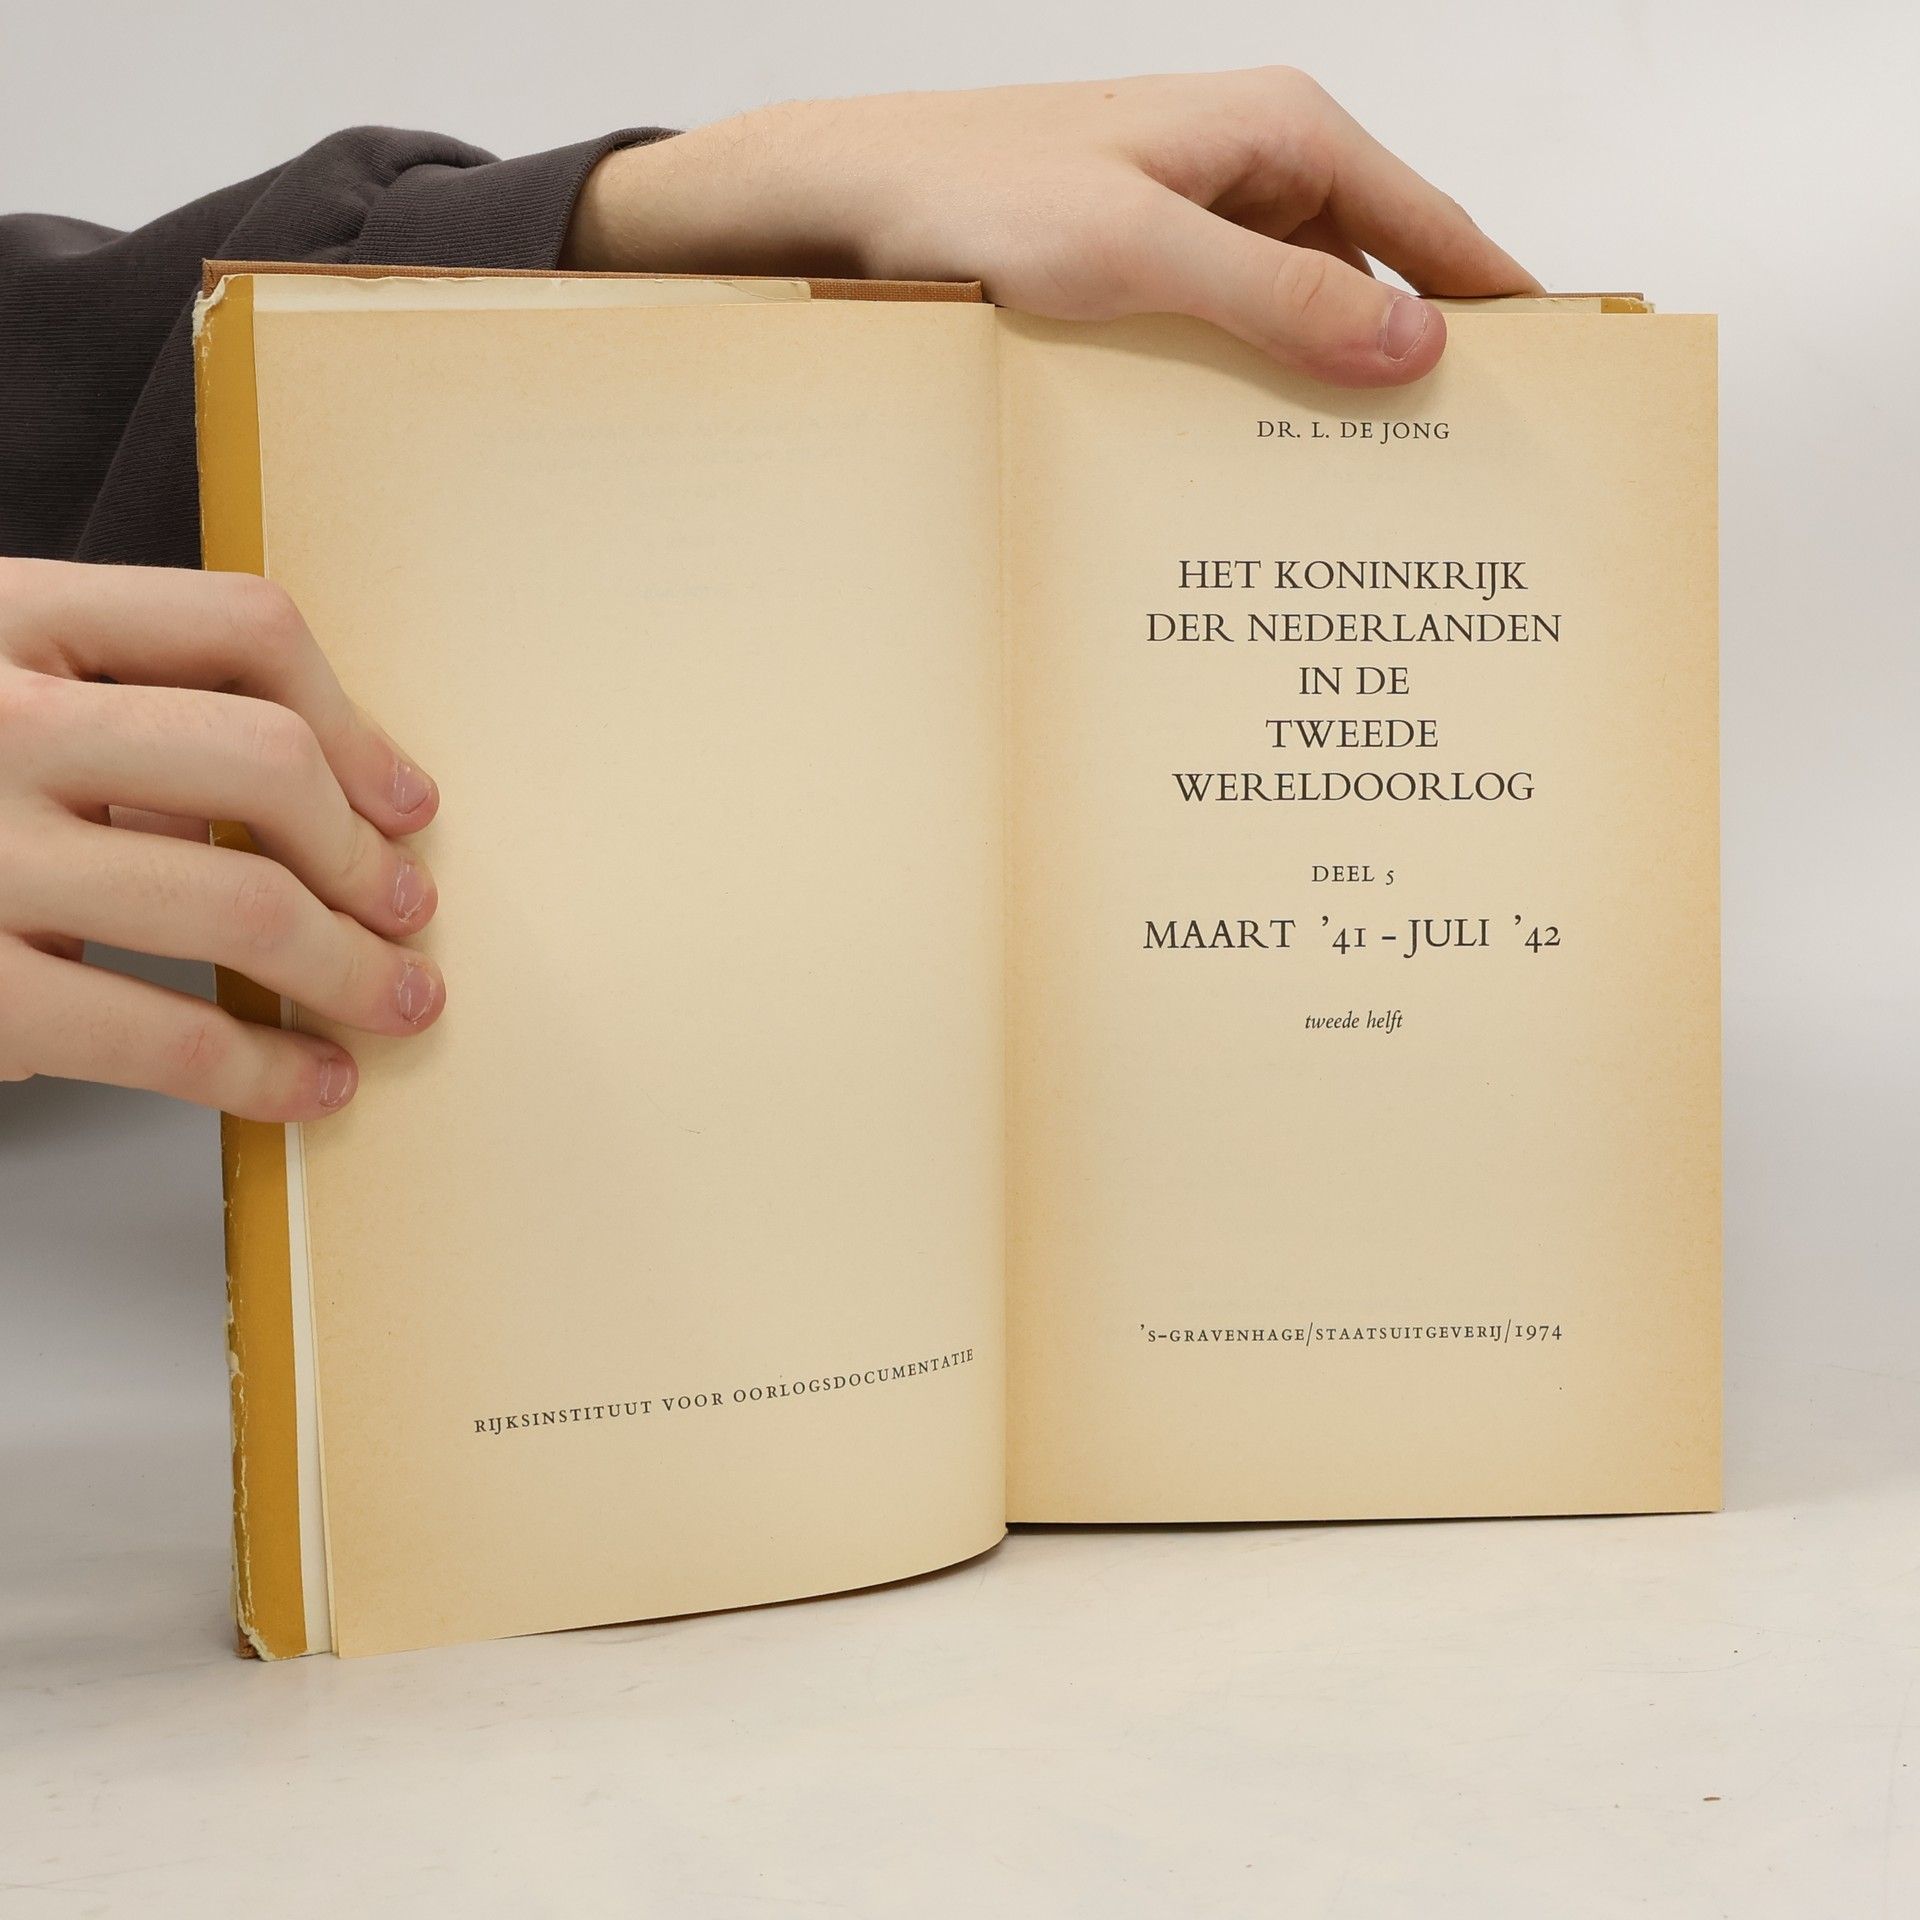 RIJKSINSTITUUT VOOR OORLOGSDOCUMENTATIE
DR. L. DE JONG
HET KONINKRIJK
DER NEDERLANDEN
IN DE
TWEEDE
WERELDOORLOG
DEEL 5
MAART ’41 – JULI ’42
tweede helft
’S-GRAVENHAGE/STAATSUITGEVERIJ/1974